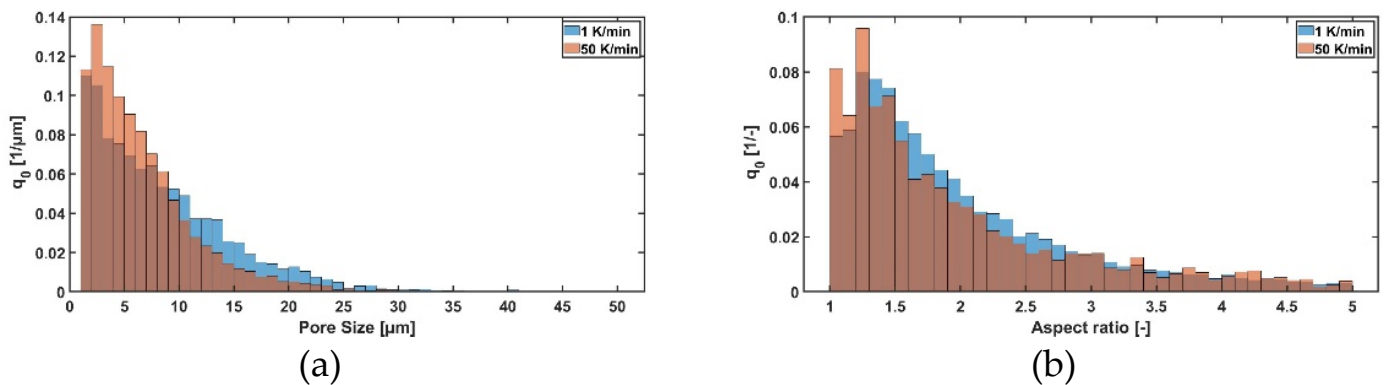 0.14
0.12
0.1
0.08
0.06
0.04
0.02
0
q0 [1/µm]
0 5 10 15 20 25 30 35 40 45 50
Pore Size [µm]
1 K/min
50 K/min
(a)
0.1
0.08
0.06
0.04
0.02
0
q0 [1/-]
1 1.5 2 2.5 3 3.5 4 4.5 5
Aspect ratio [-]
1 K/min
50 K/min
(b)